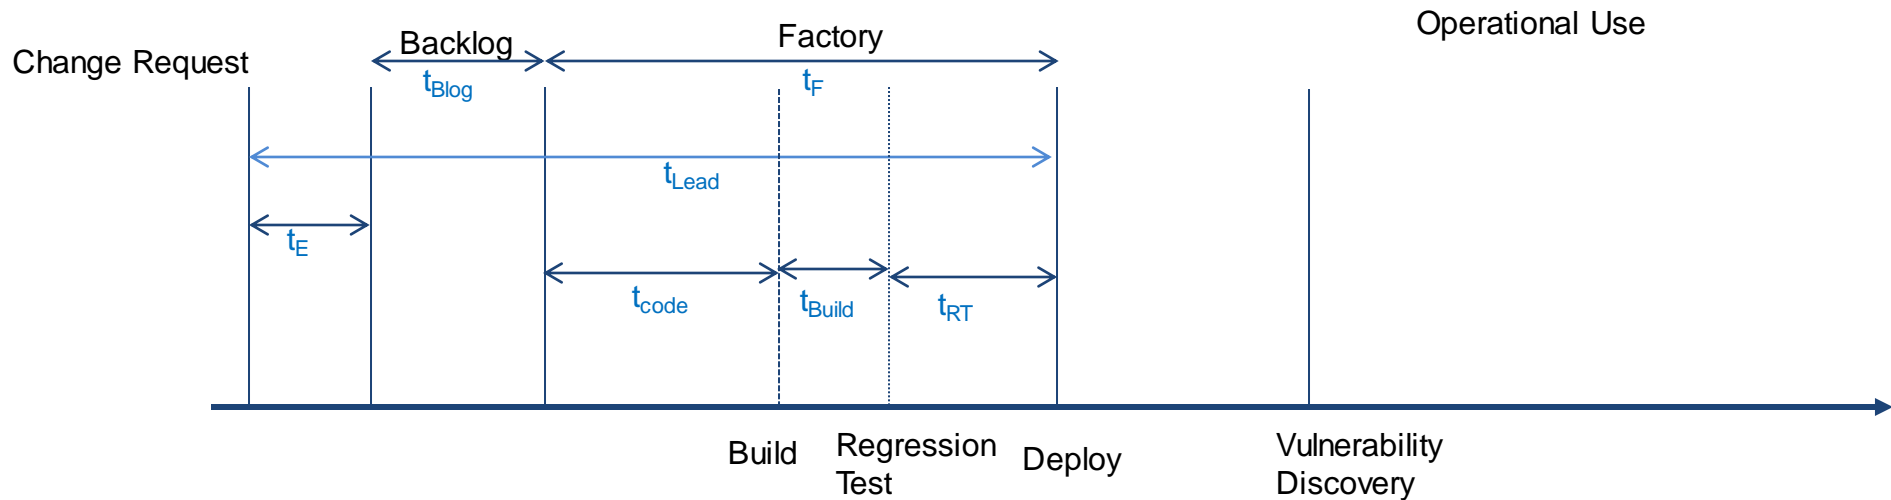 Operational Use
Change Request
Backlog
Factory
tBlog
tF
tLead
tE
tcode
tBuild
tRT
Build
Regression
Test
Deploy
Vulnerability
Discovery